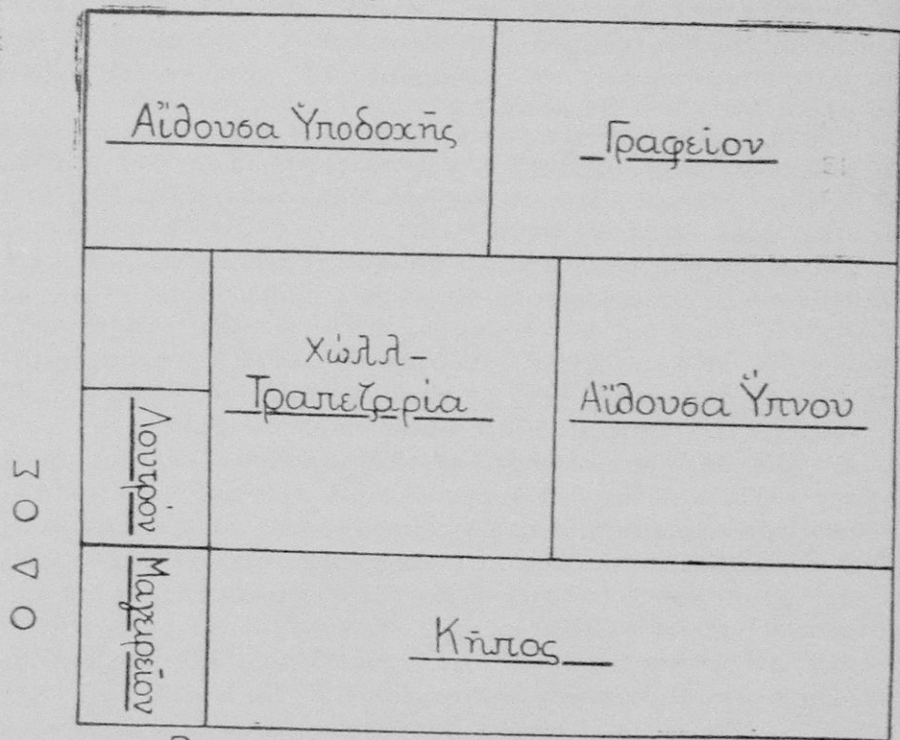 Αἴθουσα Ὑποδοχῆς
Γραφεῖον
Χώλλ-
Τραπεζαρία
Αἴθουσα Ὕπνου
Λουτρόν
ΟΔΟΣ
Μαγειρεῖον
Κῆπος